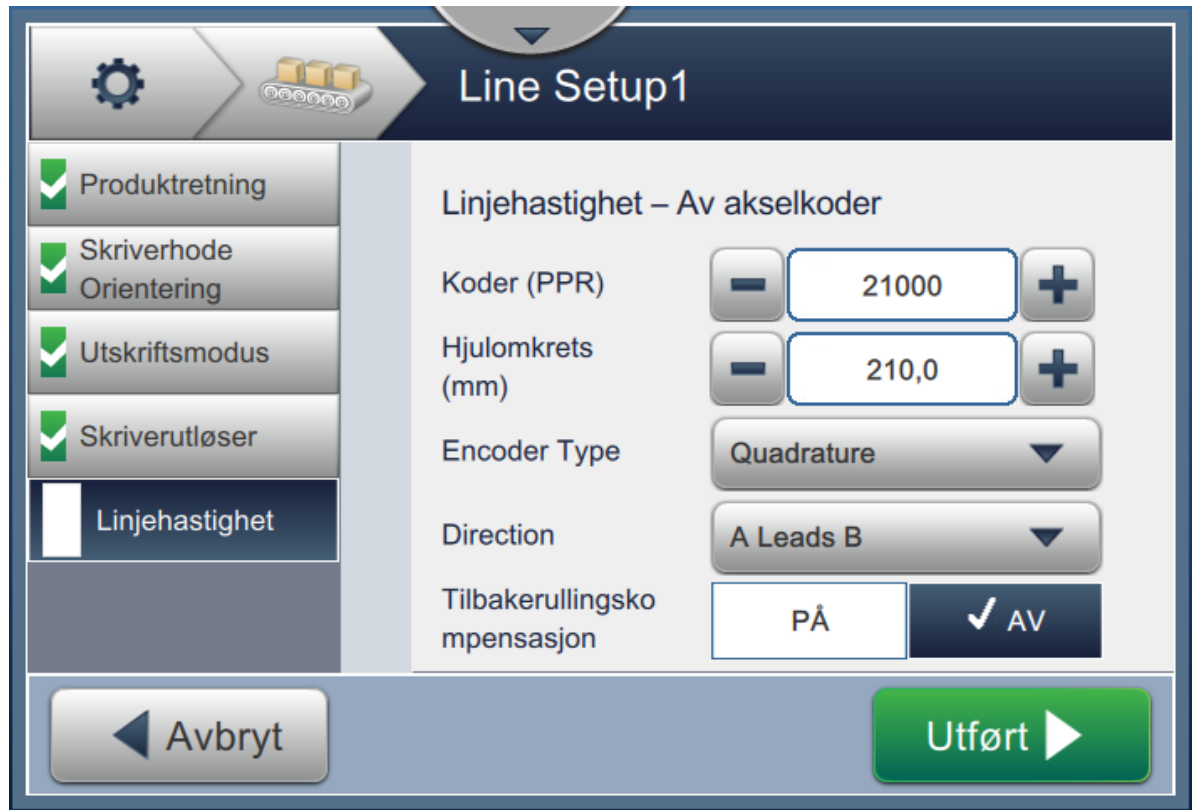 Line Setup1
Produktretning
Skriverhode
Orientering
Utskriftsmodus
Skriverutløser
Linjehastighet
Linjehastighet – Av akselkoder
Koder (PPR)
21000
Hjulomkrets
(mm)
210,0
Encoder Type
Quadrature
Direction
A Leads B
Tilbakerullingsko
mpensasjon
PÅ
AV
Avbryt
Utført